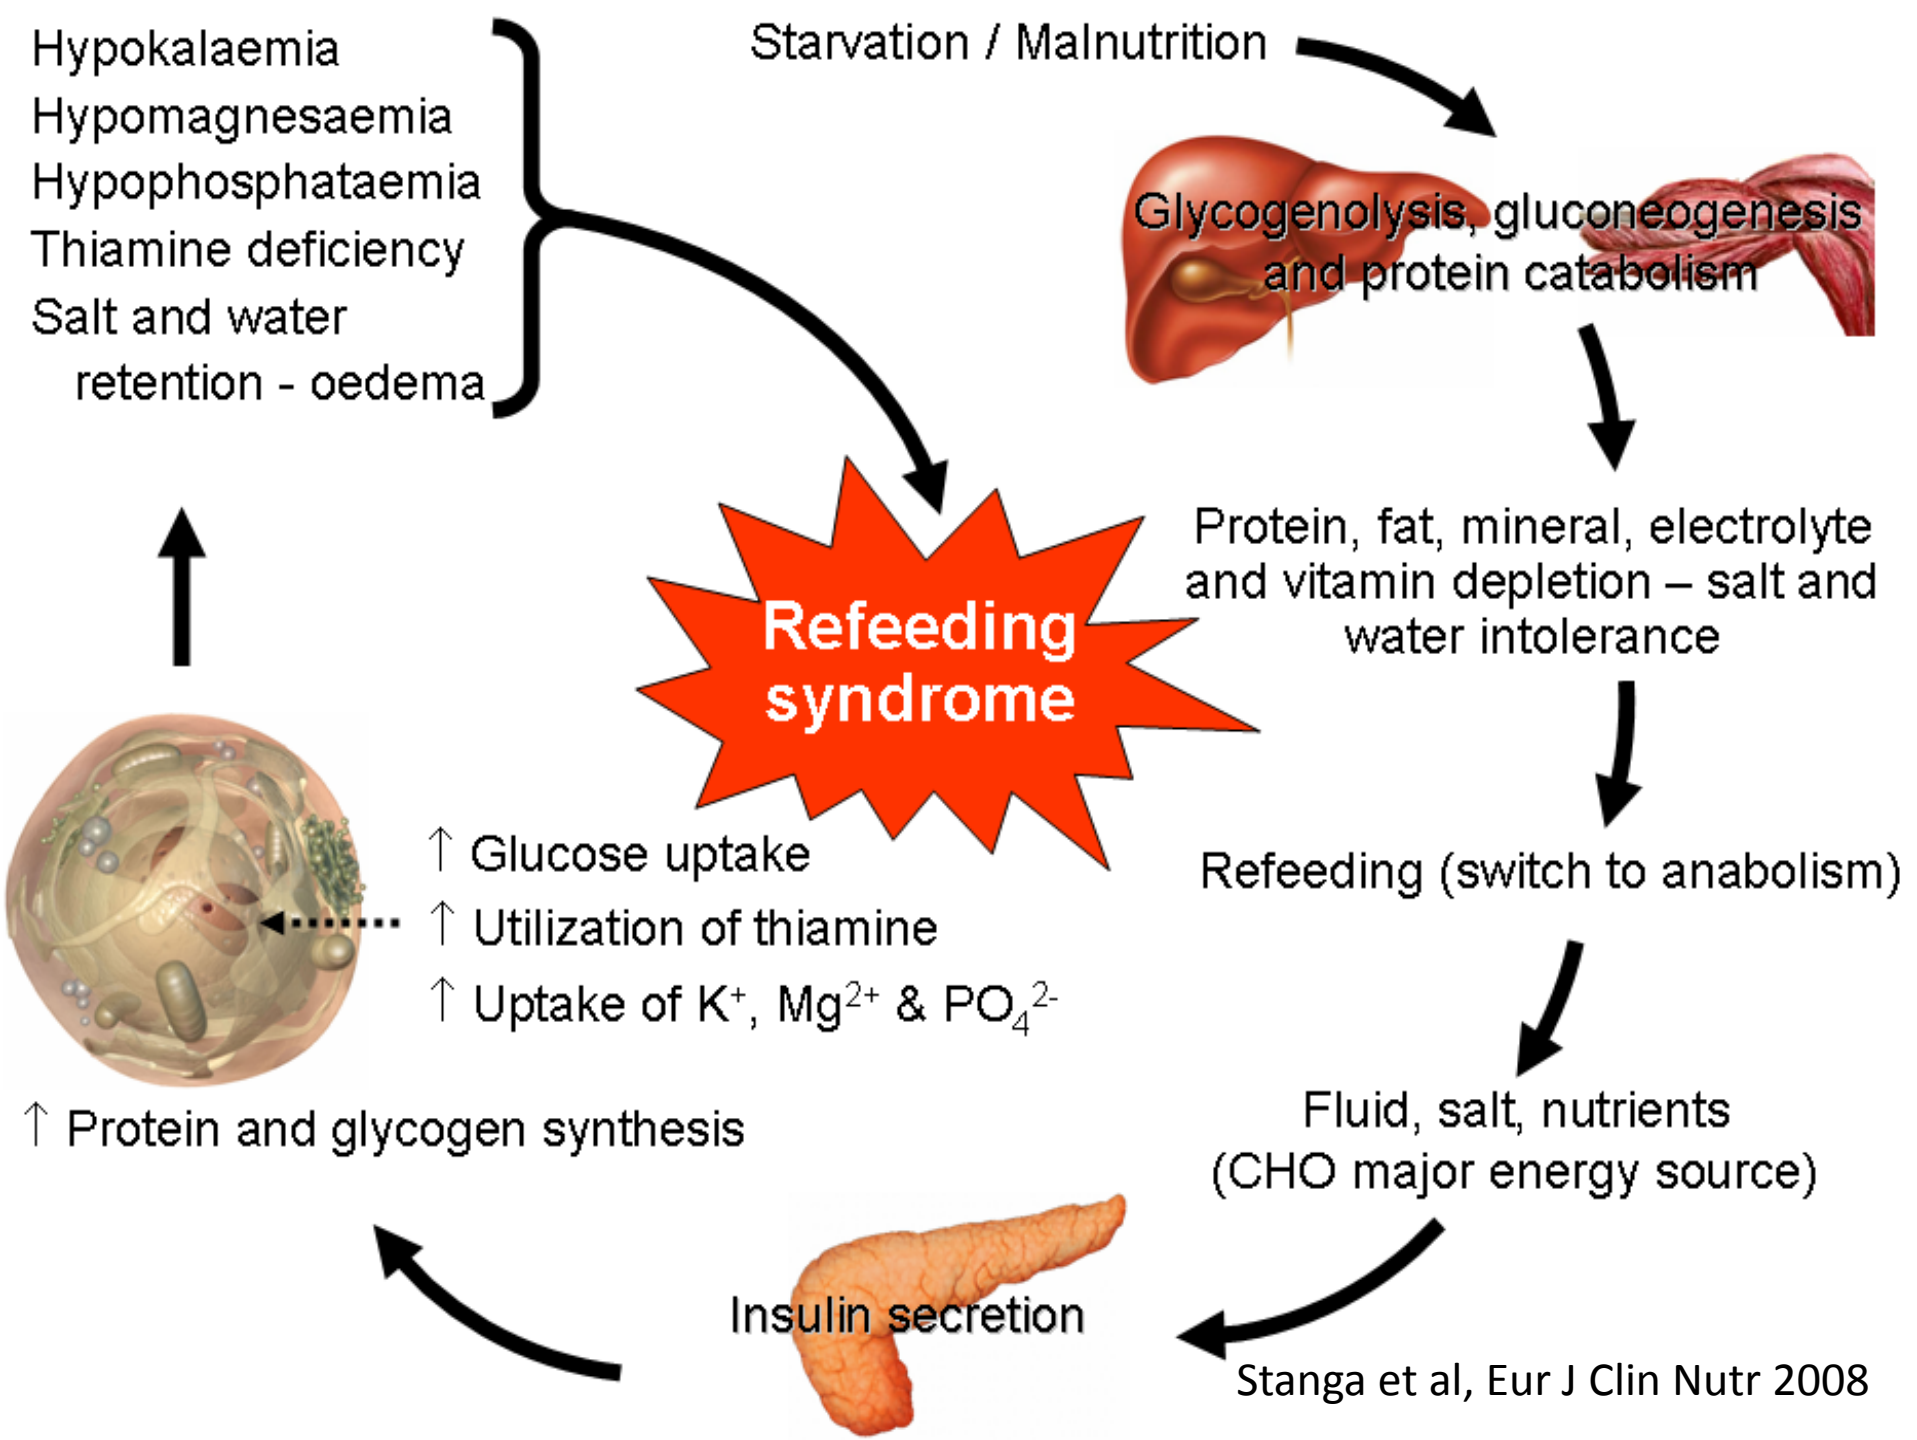 Starvation / Malnutrition
Glycogenolysis, gluconeogenesis
and protein catabolism
Protein, fat, mineral, electrolyte
and vitamin depletion – salt and
water intolerance
Refeeding (switch to anabolism)
Fluid, salt, nutrients
(CHO major energy source)
Insulin secretion
↑ Protein and glycogen synthesis
↑ Glucose uptake
↑ Utilization of thiamine
↑ Uptake of K⁺, Mg²⁺ & PO₄²⁻
Hypokalaemia
Hypomagnesaemia
Hypophosphataemia
Thiamine deficiency
Salt and water
retention - oedema
Refeeding
syndrome
Stanga et al, Eur J Clin Nutr 2008